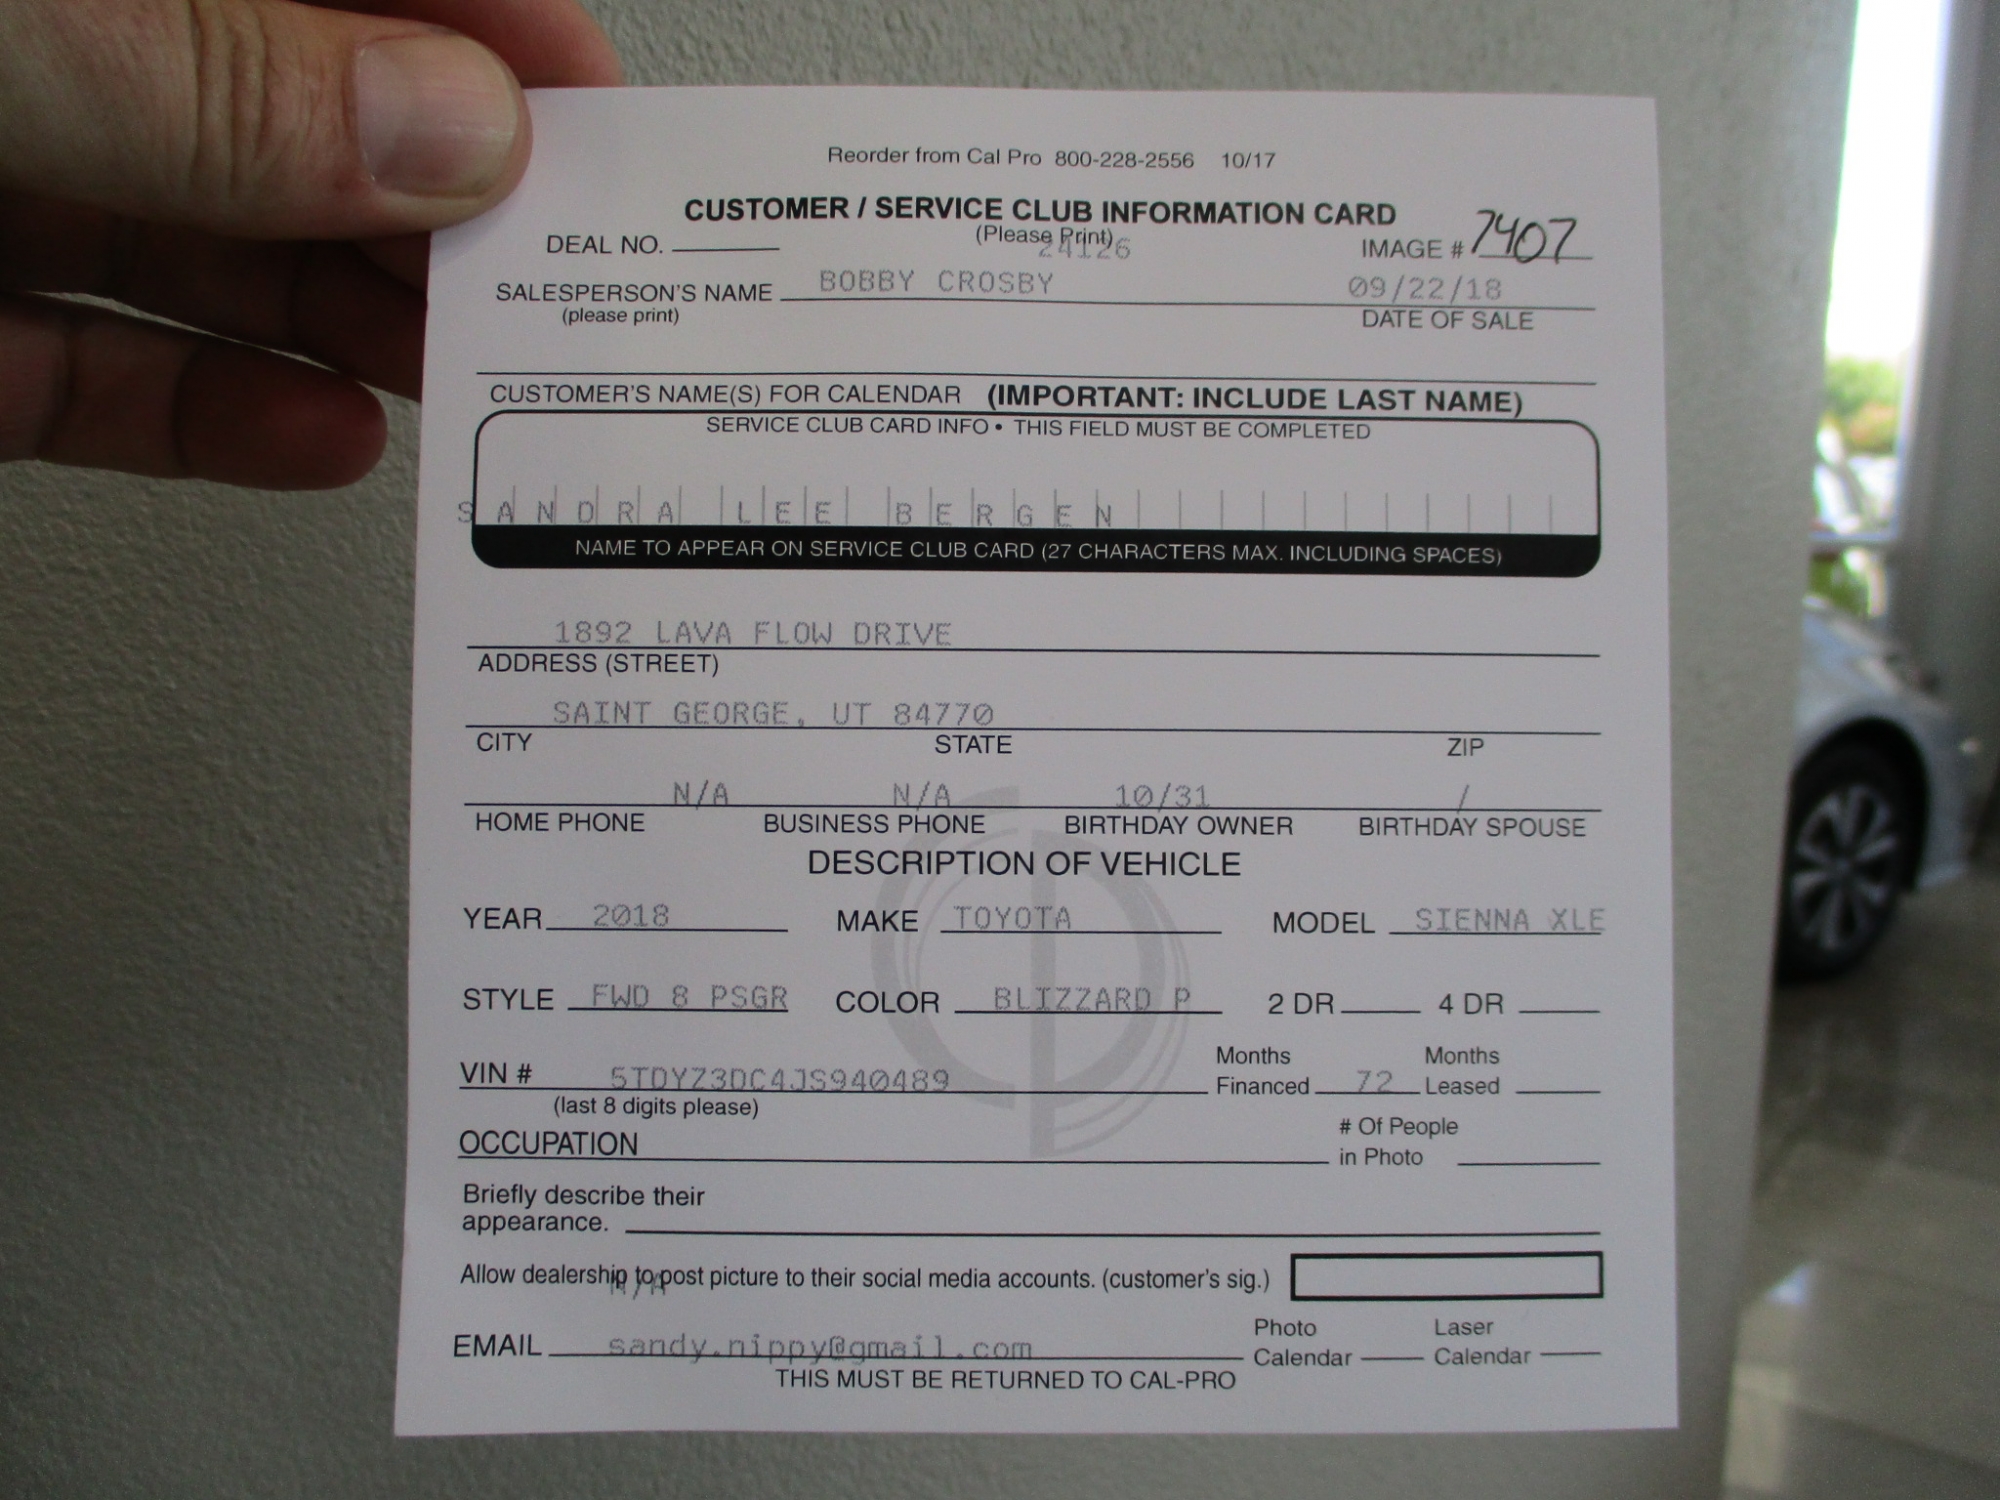 Reorder from Cal Pro 800-228-2556 10/17
CUSTOMER / SERVICE CLUB INFORMATION CARD
(Please Print)
DEAL NO. 24126 IMAGE # 7407
SALESPERSON'S NAME BOBBY CROSBY 09/22/18
(please print) DATE OF SALE
CUSTOMER'S NAME(S) FOR CALENDAR (IMPORTANT: INCLUDE LAST NAME)
SERVICE CLUB CARD INFO • THIS FIELD MUST BE COMPLETED
SANDRA LEE BERGEN
NAME TO APPEAR ON SERVICE CLUB CARD (27 CHARACTERS MAX. INCLUDING SPACES)
1892 LAVA FLOW DRIVE
ADDRESS (STREET)
SAINT GEORGE, UT 84770
CITY STATE ZIP
N/A N/A 10/31 /
HOME PHONE BUSINESS PHONE BIRTHDAY OWNER BIRTHDAY SPOUSE
DESCRIPTION OF VEHICLE
YEAR 2018 MAKE TOYOTA MODEL SIENNA XLE
STYLE FWD 8 PSGR COLOR BLIZZARD P 2 DR 4 DR
VIN # 5TDYZ3DC4JS940489 Months Financed 72 Months Leased
(last 8 digits please)
OCCUPATION # Of People in Photo
Briefly describe their
appearance.
Allow dealership to post picture to their social media accounts. (customer's sig.)
N/A
EMAIL sandy.nippy@gmail.com Photo Calendar Laser Calendar
THIS MUST BE RETURNED TO CAL-PRO